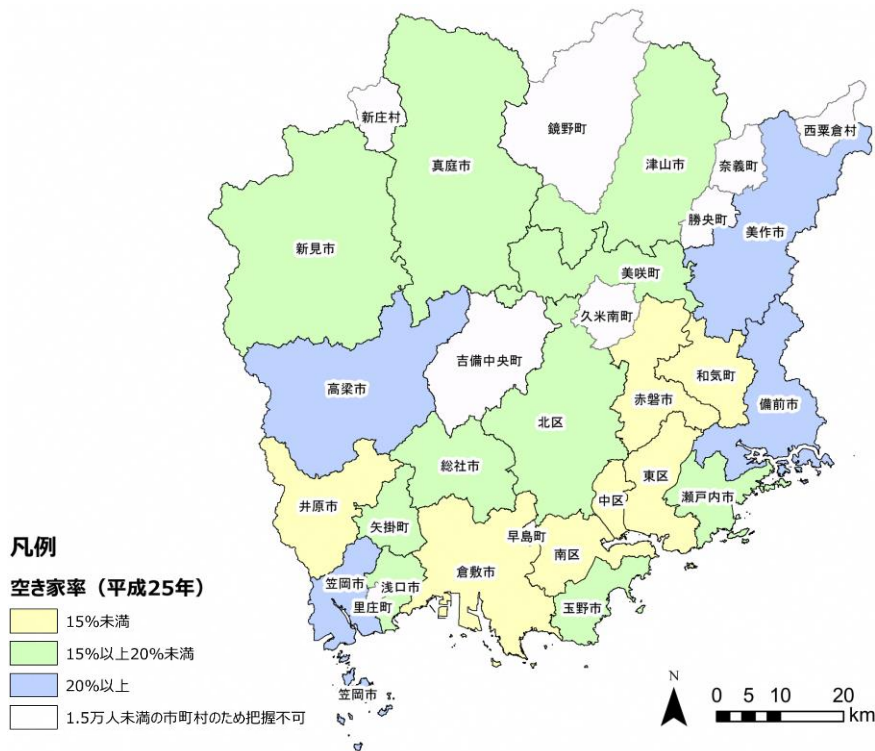 新庄村
真庭市
鏡野町
津山市
西粟倉村
奈義町
勝央町
美作市
新見市
美咲町
久米南町
高梁市
吉備中央町
和気町
赤磐市
備前市
北区
総社市
井原市
東区
中区
瀬戸内市
矢掛町
早島町
南区
倉敷市
笠岡市
浅口市
里庄町
玉野市
笠岡市
凡例
空き家率（平成25年）
15%未満
15%以上20%未満
20%以上
1.5万人未満の市町村のため把握不可
N
0 5 10 20
km